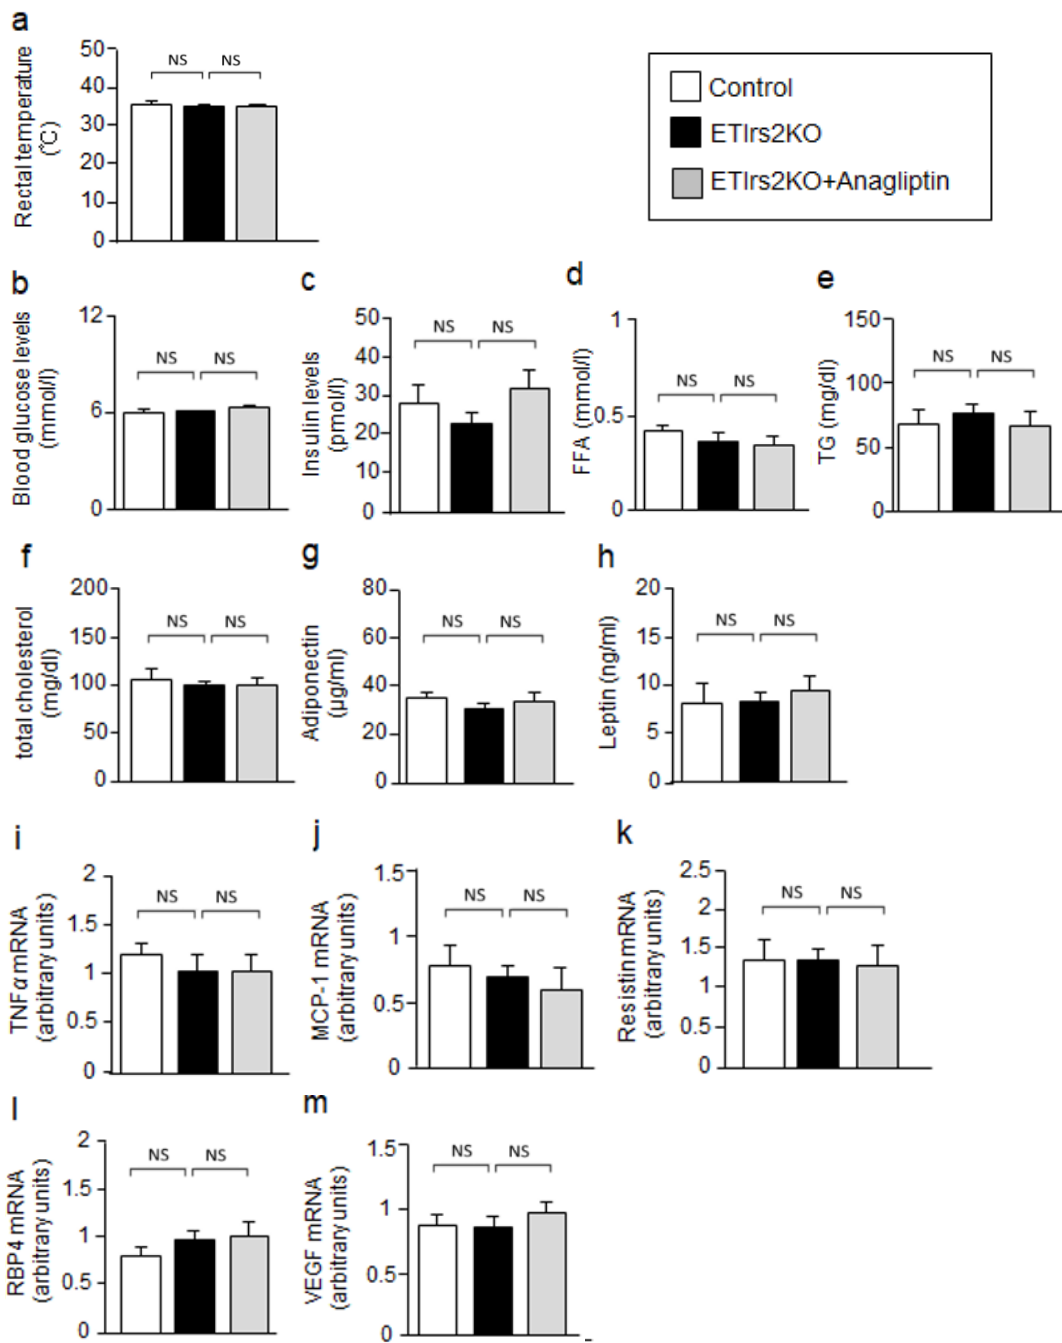 a
Rectal temperature
(℃)
50
40
30
20
10
0
NS NS
Control
ETIrs2KO
ETIrs2KO+Anagliptin
b
Blood glucose levels
(mmol/l)
12
6
0
NS NS
c
Insulin levels
(pmol/l)
50
40
30
20
10
0
NS NS
d
FFA (mmol/l)
1
0.5
0
NS NS
e
TG (mg/dl)
150
100
50
0
NS NS
f
total cholesterol
(mg/dl)
200
150
100
50
0
NS NS
g
Adiponectin
(μg/ml)
80
60
40
20
0
NS NS
h
Leptin (ng/ml)
20
15
10
5
0
NS NS
i
TNFα mRNA
(arbitrary units)
2
1.5
1
0.5
0
NS NS
j
MCP-1 mRNA
(arbitrary units)
1.5
1
0.5
0
NS NS
k
Resistin mRNA
(arbitrary units)
2.5
2
1.5
1
0.5
0
NS NS
l
RBP4 mRNA
(arbitrary units)
2
1.5
1
0.5
0
NS NS
m
VEGF mRNA
(arbitrary units)
1.5
1
0.5
0
NS NS